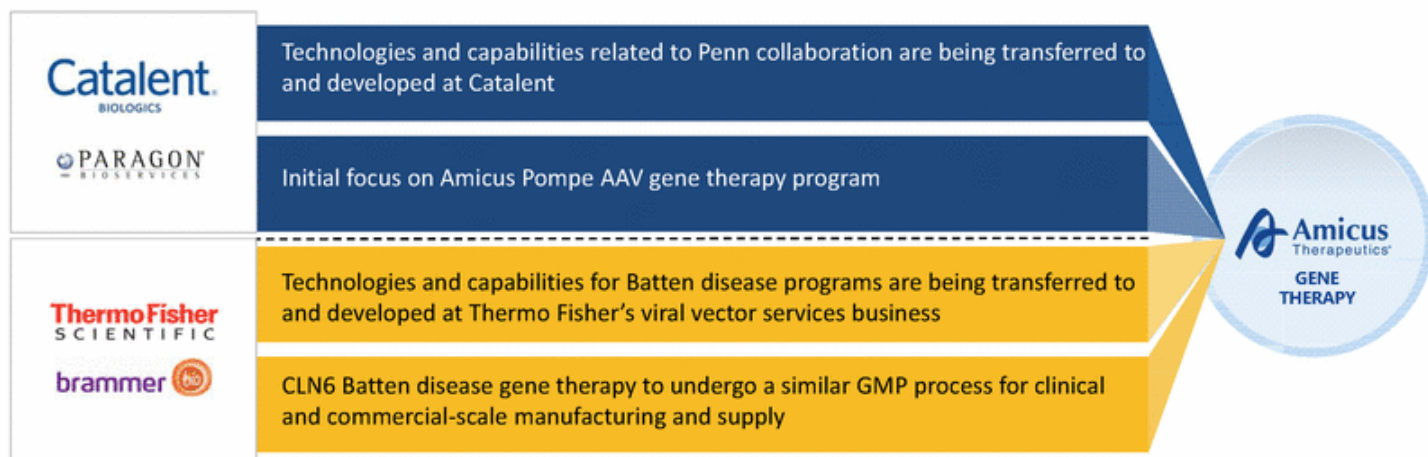 Catalent.
BIOLOGICS
PARAGON
BIOSERVICES
Technologies and capabilities related to Penn collaboration are being transferred to
and developed at Catalent
Initial focus on Amicus Pompe AAV gene therapy program
ThermoFisher
SCIENTIFIC
brammer bio
Technologies and capabilities for Batten disease programs are being transferred to
and developed at Thermo Fisher’s viral vector services business
CLN6 Batten disease gene therapy to undergo a similar GMP process for clinical
and commercial-scale manufacturing and supply
Amicus
Therapeutics
GENE
THERAPY